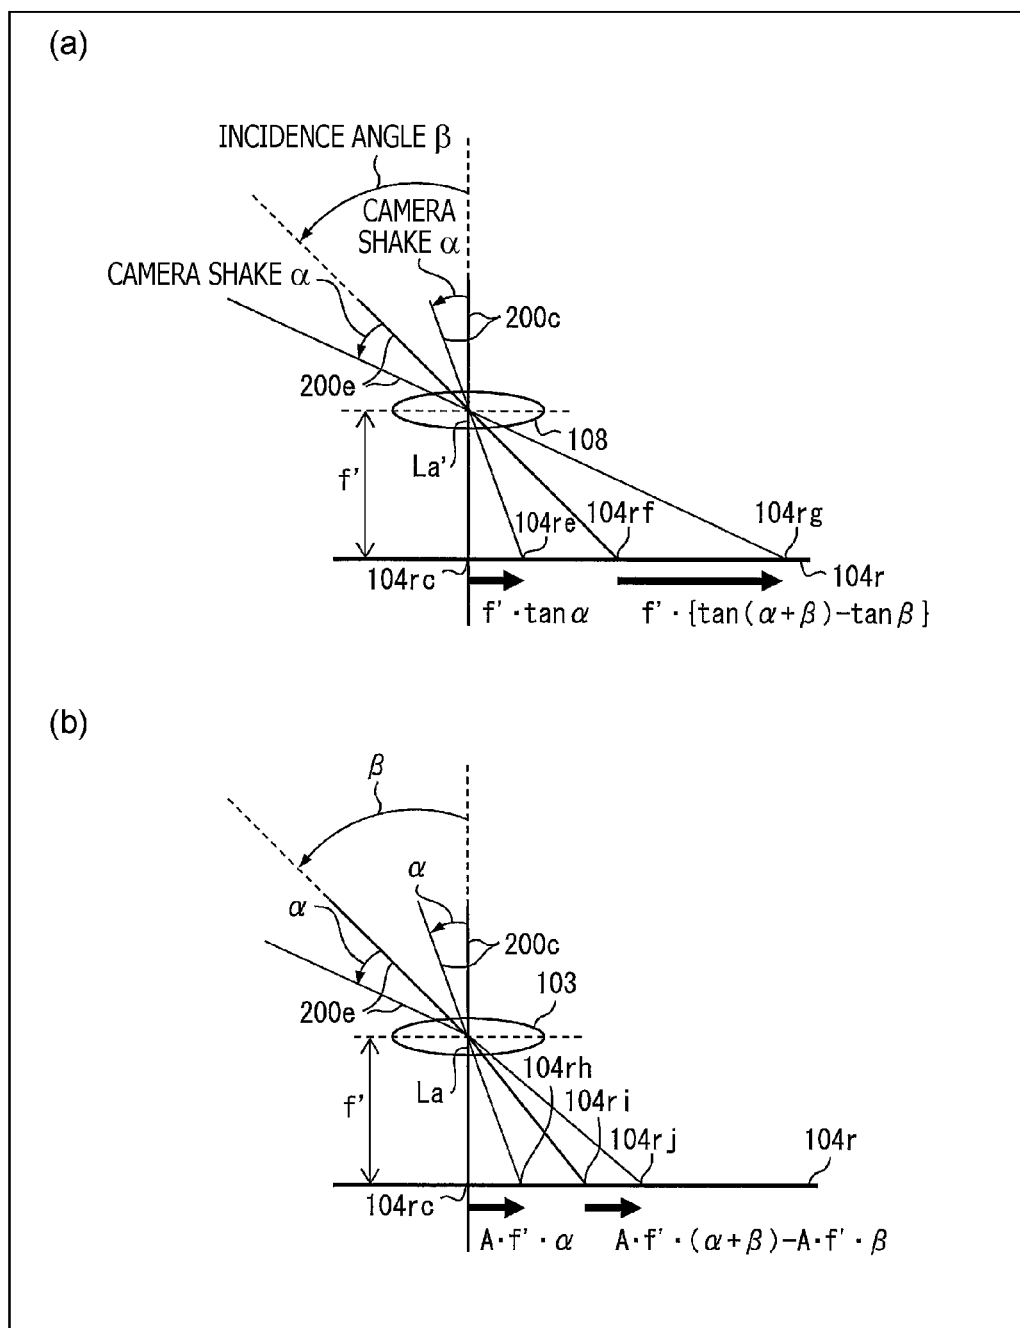 (a)
INCIDENCE ANGLE β
CAMERA
SHAKE α
CAMERA SHAKE α
200c
200e
108
La'
f'
104re
104rf
104rg
104rc
104r
f'·tanα
f'·{tan(α+β)-tanβ}
(b)
β
α
α
200c
200e
103
La
104rh
f'
104ri
104rj
104r
104rc
A·f'·α
A·f'·(α+β)-A·f'·β